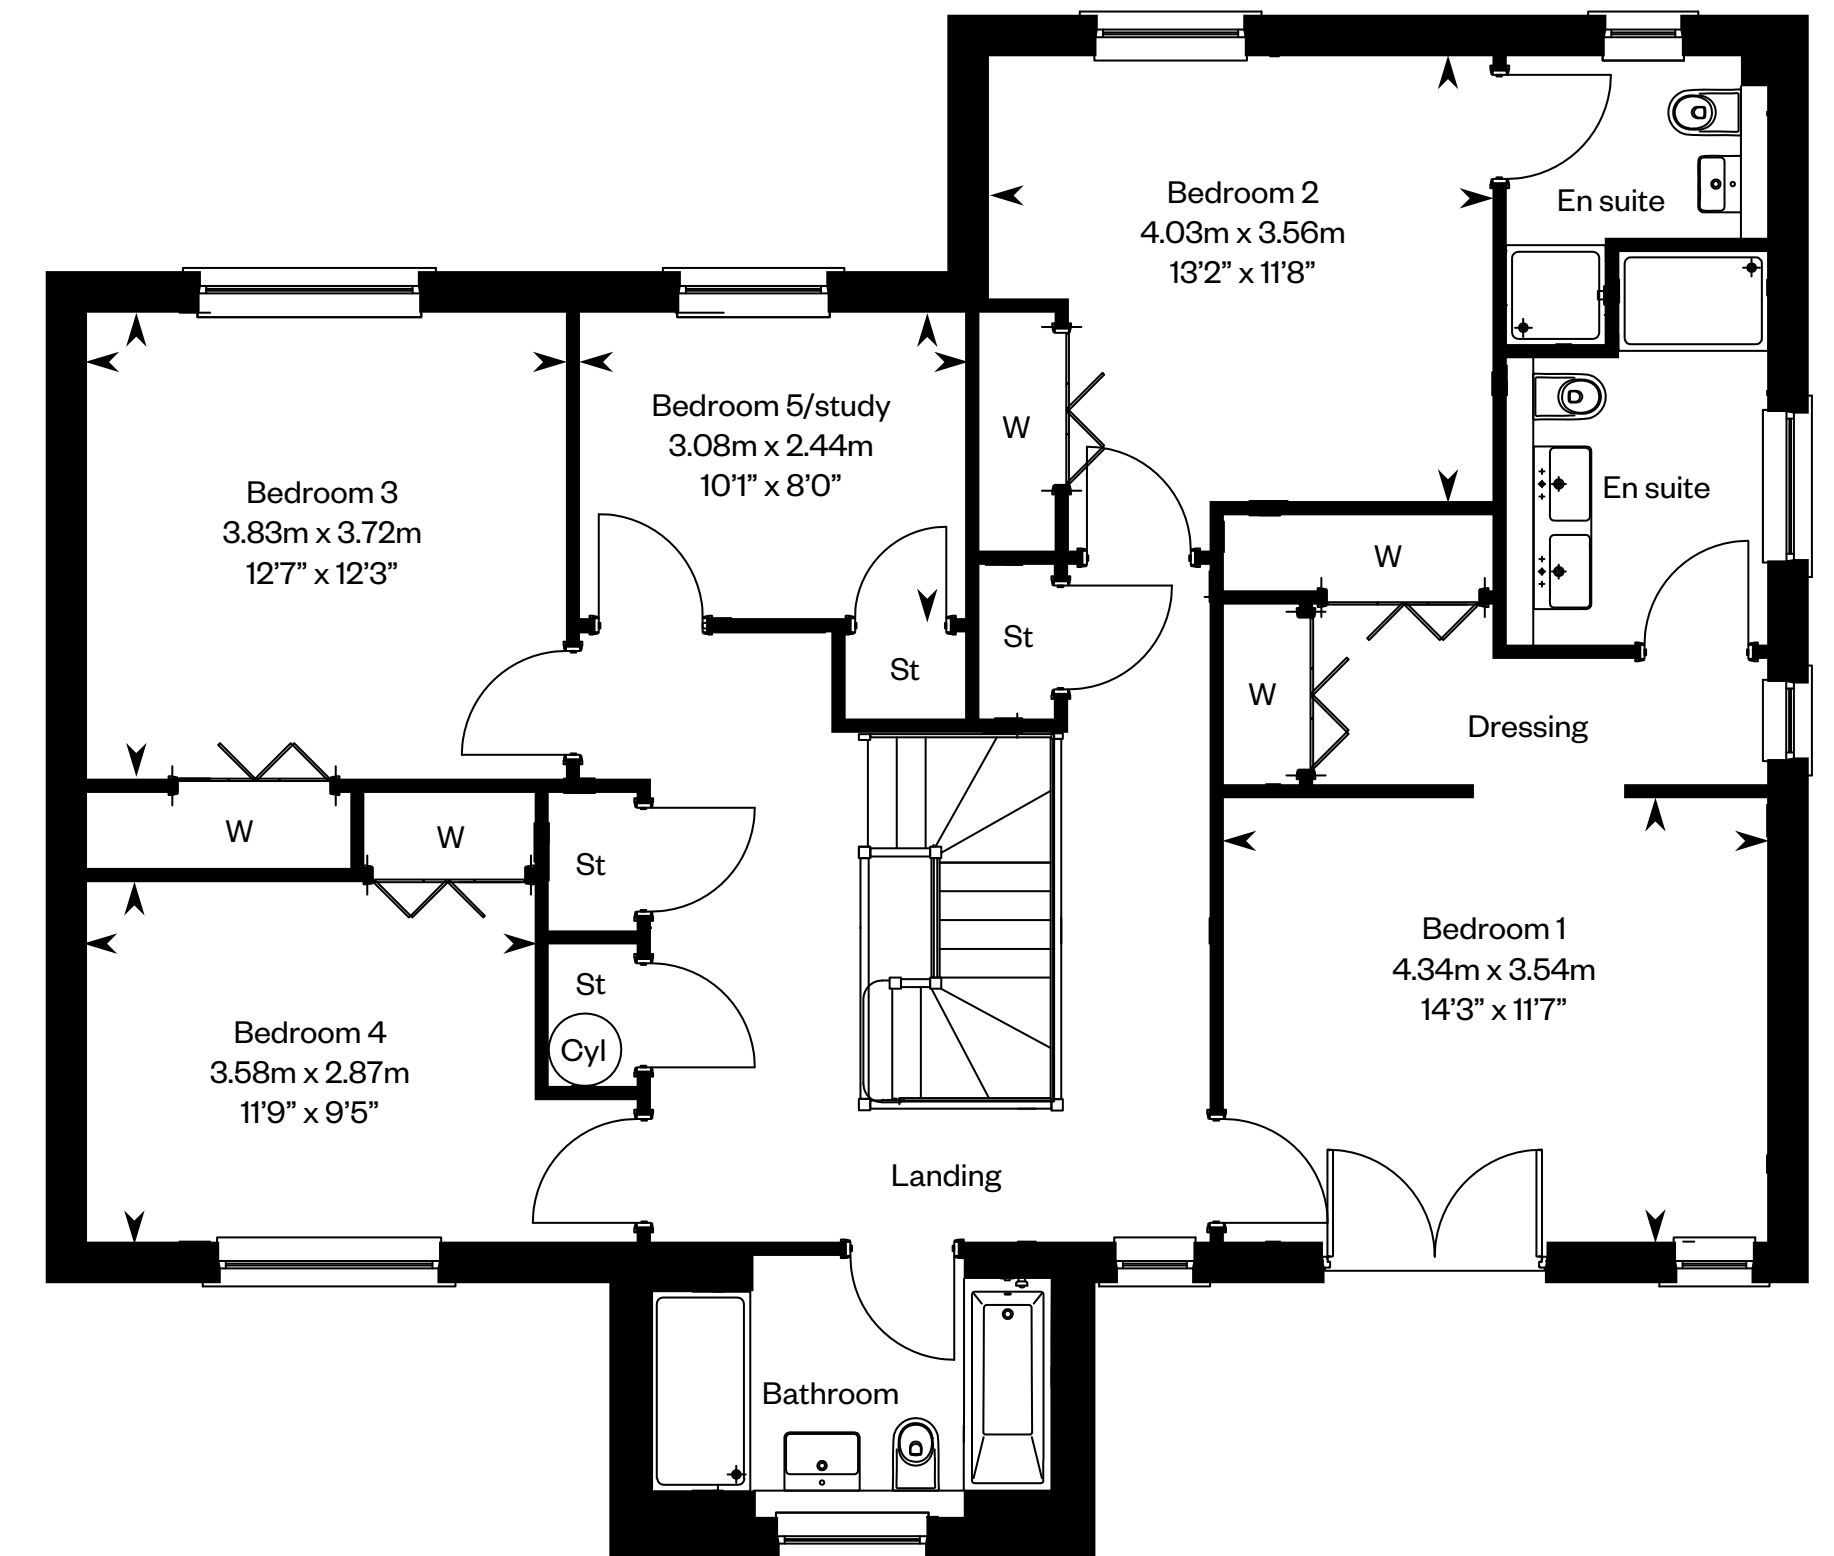 Bedroom 2
4.03m x 3.56m
13’2” x 11’8”
En suite
Bedroom 5/study
3.08m x 2.44m
10’1” x 8’0”
W
Bedroom 3
3.83m x 3.72m
12’7” x 12’3”
En suite
W
St
St
W
Dressing
W
W
St
Bedroom 1
4.34m x 3.54m
14’3” x 11’7”
St
Cyl
Bedroom 4
3.58m x 2.87m
11’9” x 9’5”
Landing
Bathroom